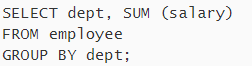 SELECT dept, SUM (salary)
FROM employee
GROUP BY dept;